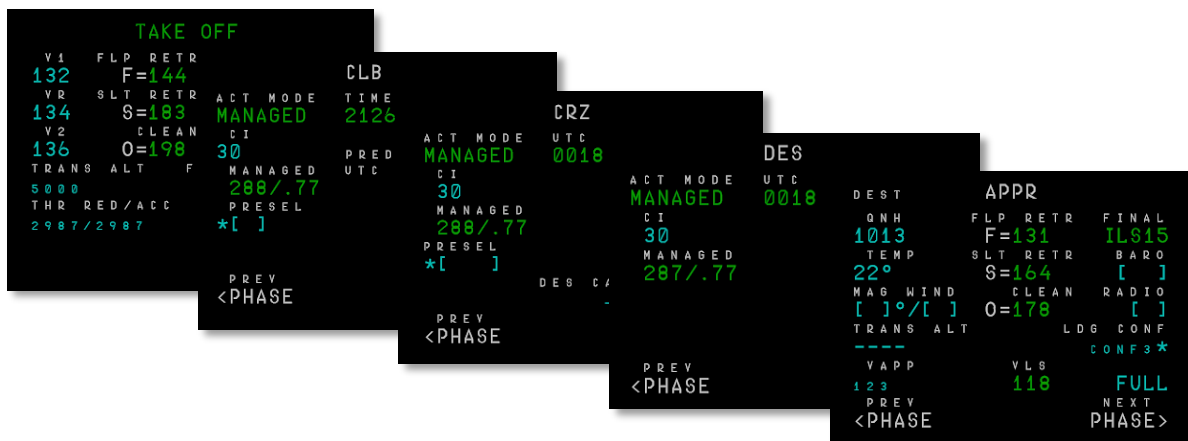 TAKE OFF
V1 FLP RETR
132 F=144
VR SLT RETR
134 S=183
V2 CLEAN
136 O=198
TRANS ALT F
5000
THR RED/ACC
2987/2987
CLB
ACT MODE TIME
MANAGED 2126
CI
30 PRED
MANAGED UTC
288/.77
PRESEL
*[ ]
PREV
<PHASE
CRZ
ACT MODE UTC
MANAGED 0018
CI
30
MANAGED
288/.77
PRESEL
*[ ]
DES CA
PREV
<PHASE
DES
ACT MODE UTC
MANAGED 0018
CI
30
MANAGED
287/.77
PREV
<PHASE
DEST APPR
QNH FLP RETR FINAL
1013 F=131 ILS15
TEMP SLT RETR BARO
22° S=164 [ ]
MAG WIND CLEAN RADIO
[ ]°/[ ] O=178 [ ]
TRANS ALT LDG CONF
---- CONF3*
VAPP VLS
123 118 FULL
PREV NEXT
<PHASE PHASE>